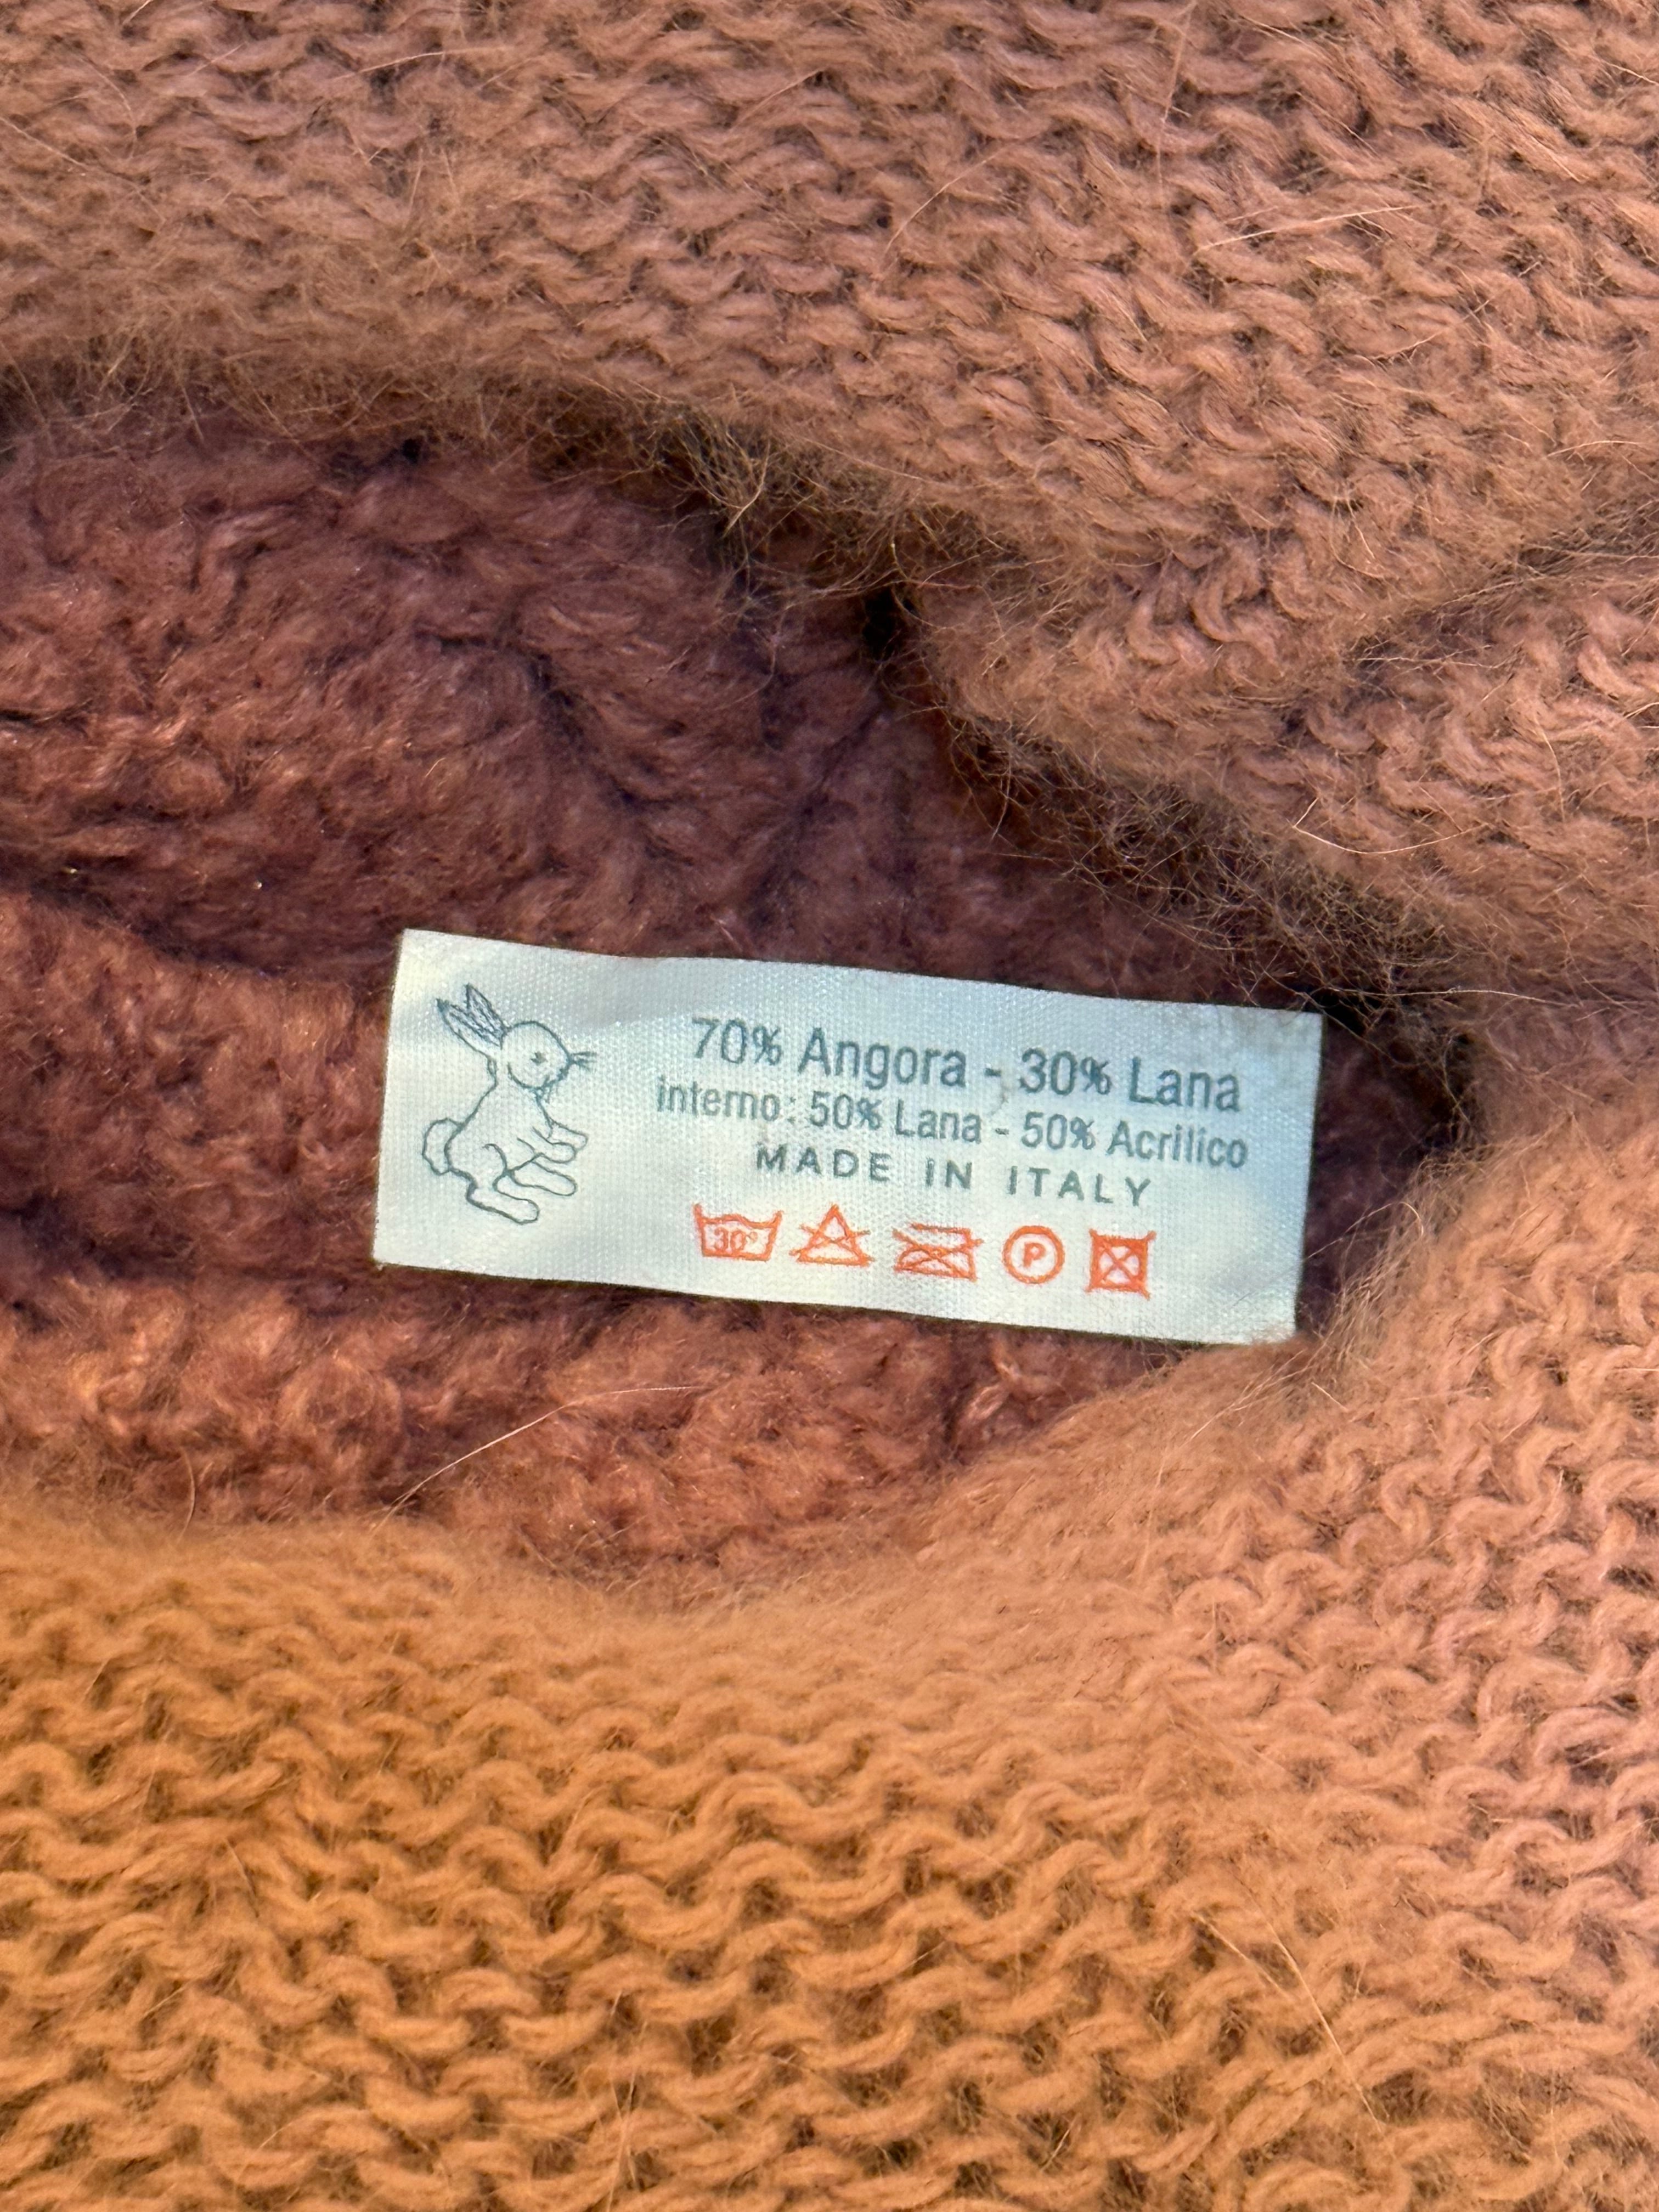 70% Angora - 30% Lana
interno: 50% Lana - 50% Acrilico
MADE IN ITALY
30° P